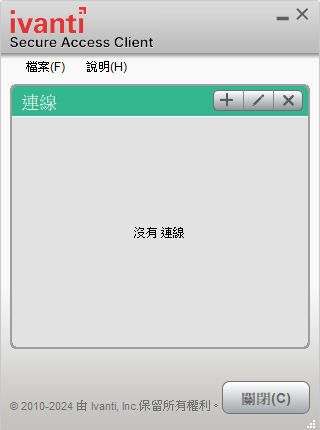 ivanti
Secure Access Client
檔案(F) 說明(H)
連線
沒有 連線
© 2010-2024 由 Ivanti, Inc.保留所有權利。
關閉(C)